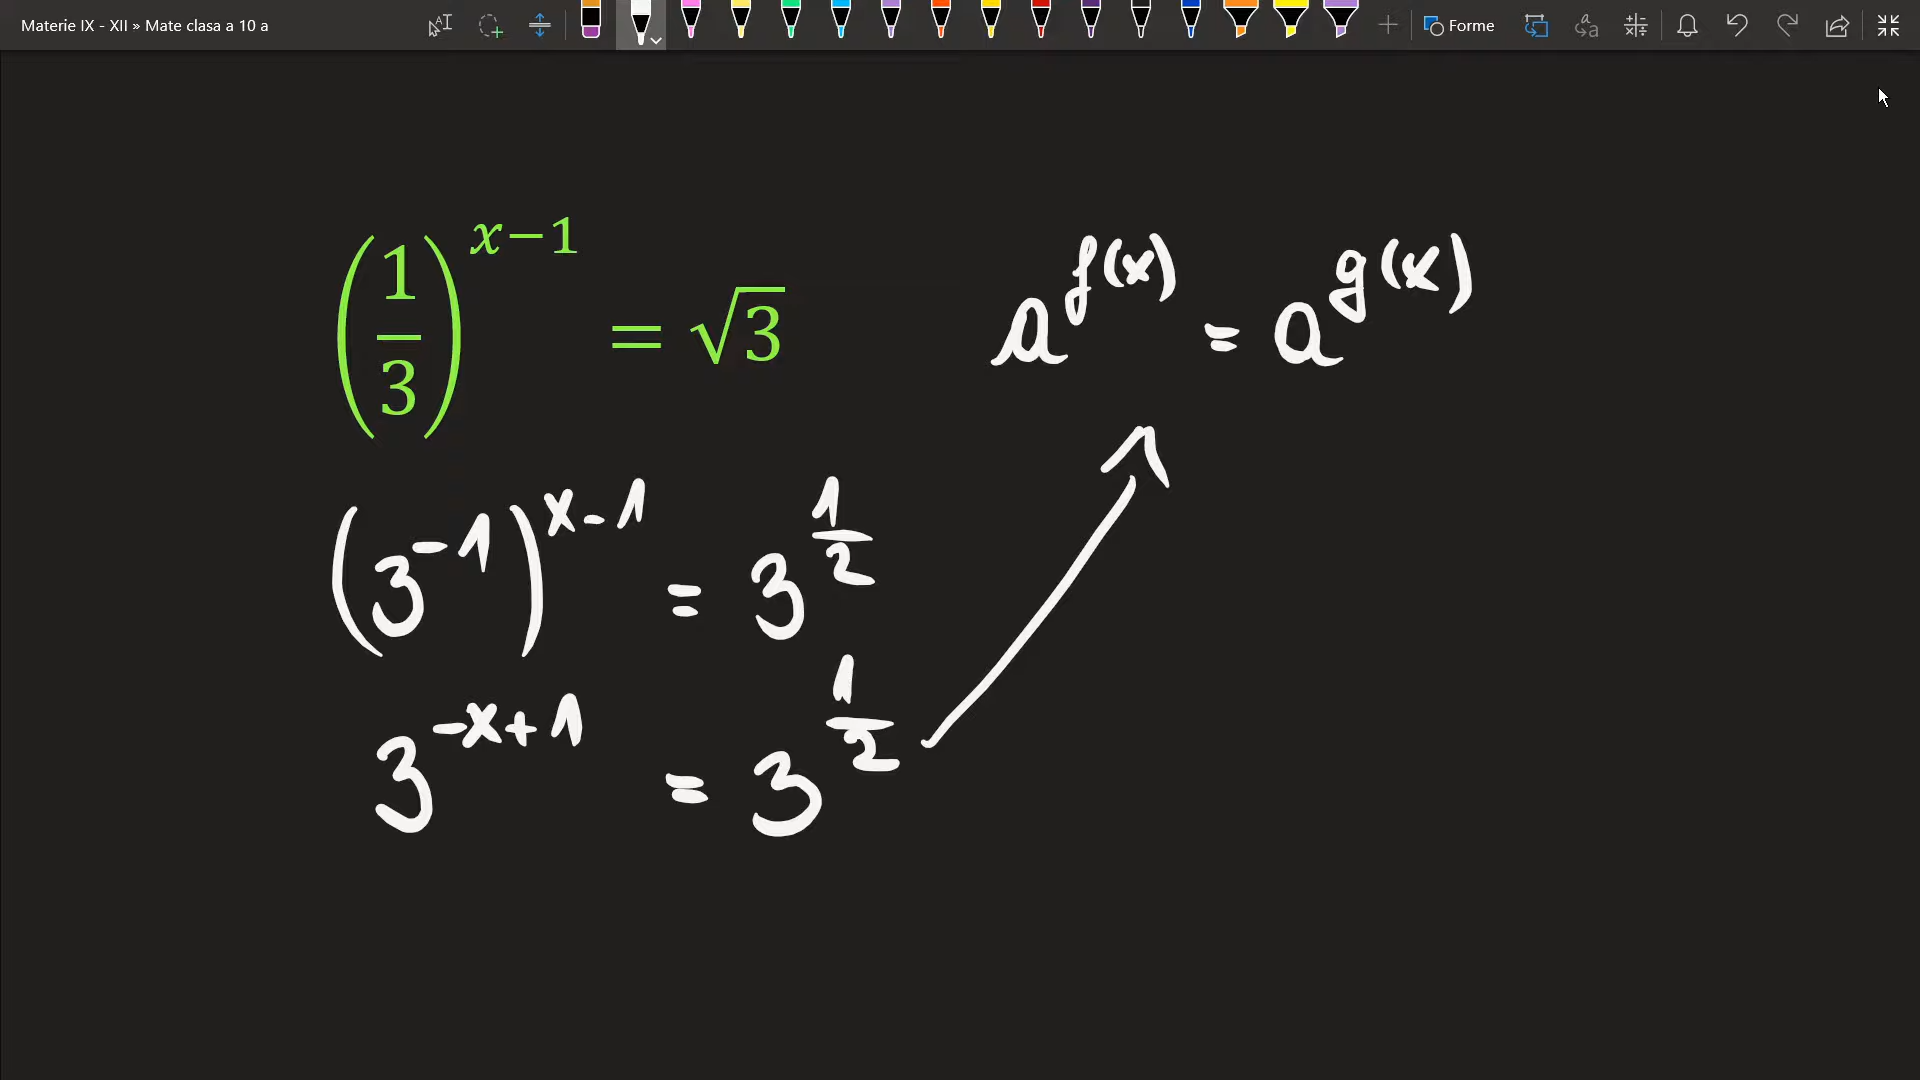 Materie IX - XII » Mate clasa a 10 a
Forme
(1/3)^(x−1) = √3
a^f(x) = a^g(x)
(3^-1)^(x-1) = 3^(1/2)
3^(-x+1) = 3^(1/2)